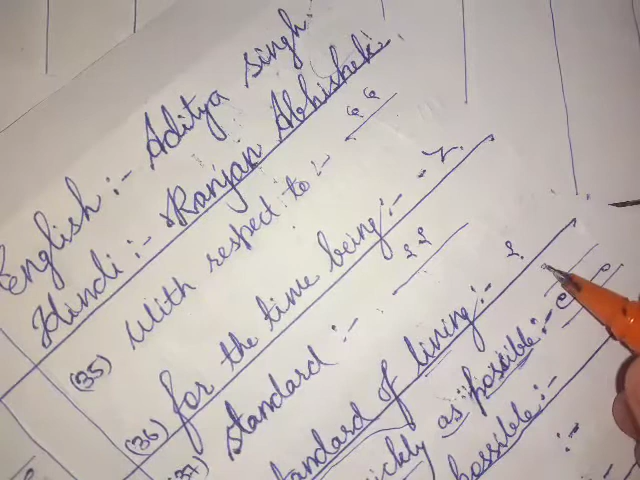 English :- Aditya Singh.
Hindi :- Ranjan Abhishek.
(35) With respect to :-
(36) for the time being :-
(37) standard :-
standard of living :-
quickly as possible :-
possible :-